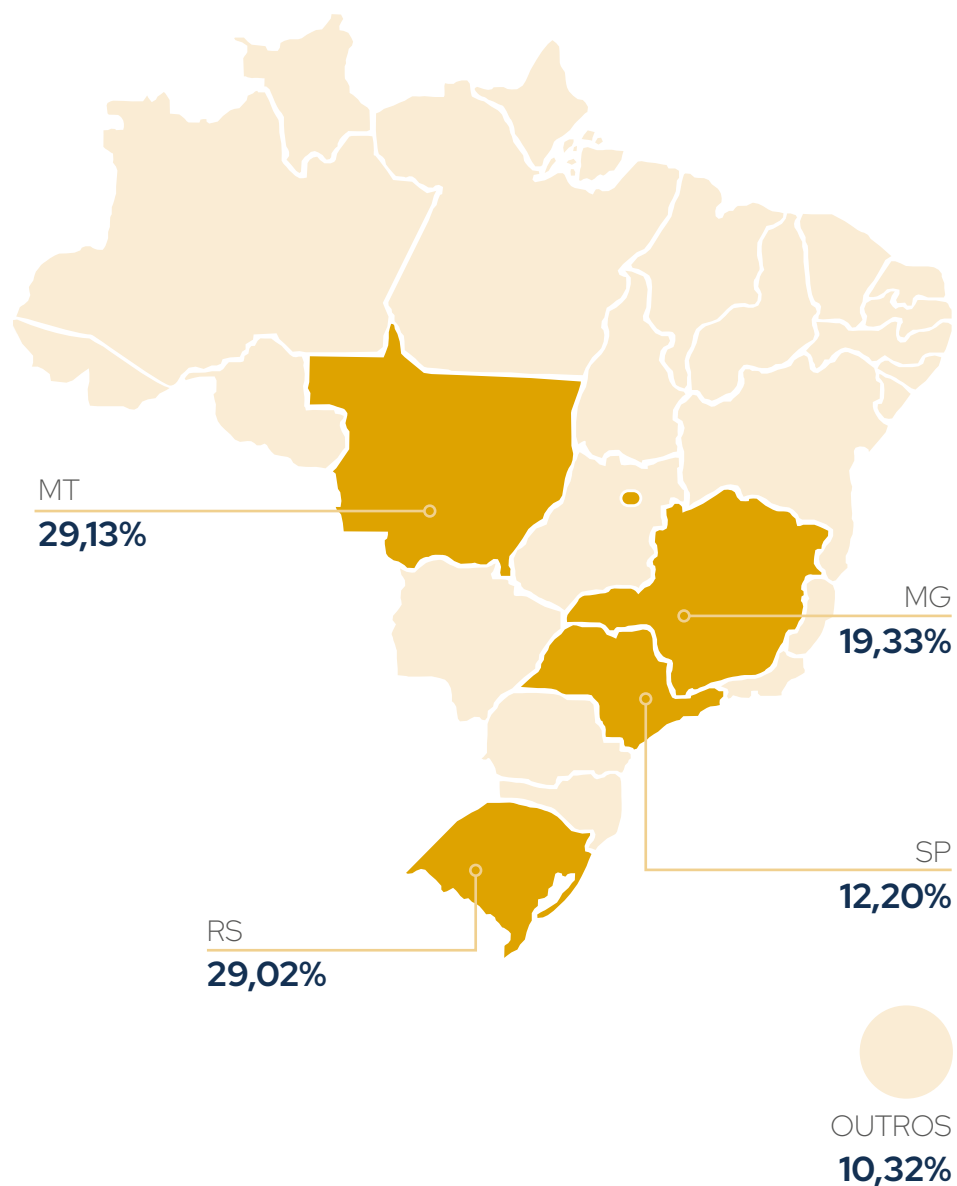 MT
29,13%
MG
19,33%
SP
12,20%
RS
29,02%
OUTROS
10,32%